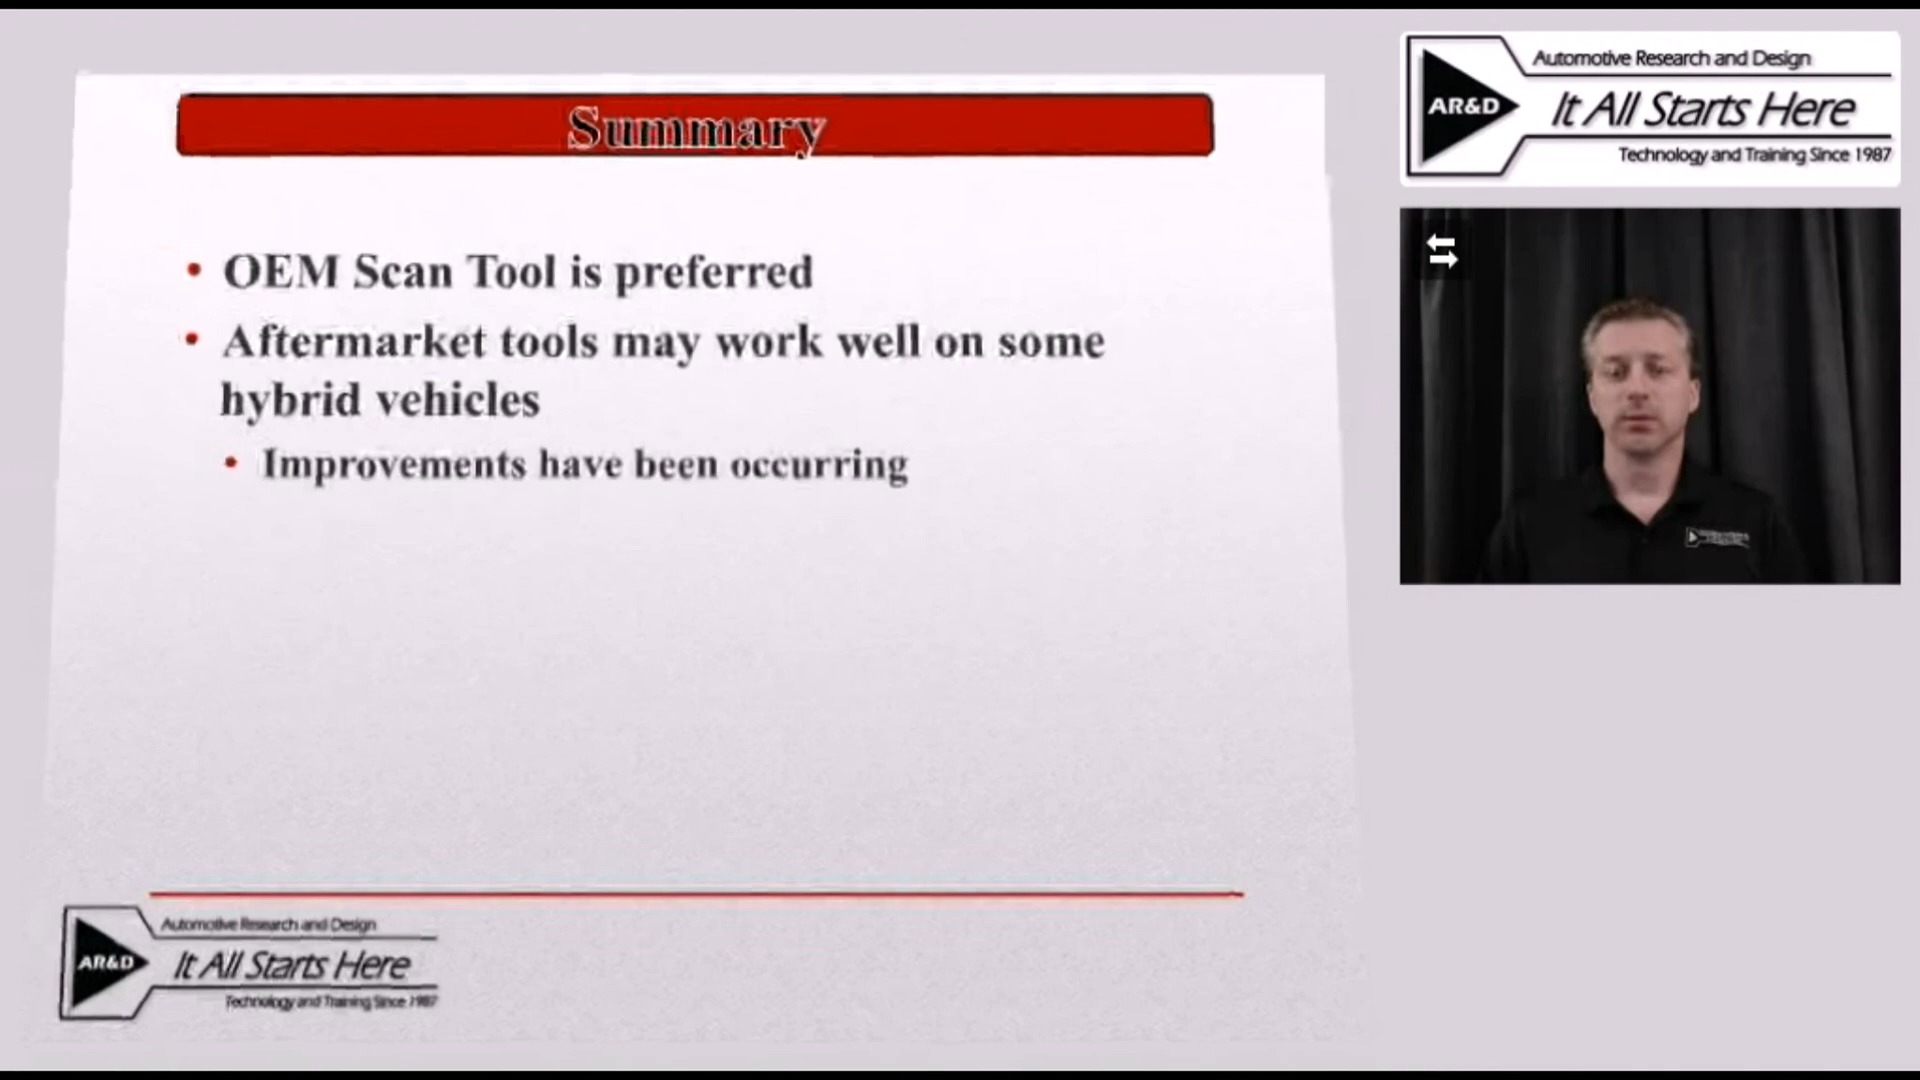 Summary
• OEM Scan Tool is preferred
• Aftermarket tools may work well on some
hybrid vehicles
• Improvements have been occurring
Automotive Research and Design
AR&D
It All Starts Here
Technology and Training Since 1987
Automotive Research and Design
AR&D
It All Starts Here
Technology and Training Since 1987